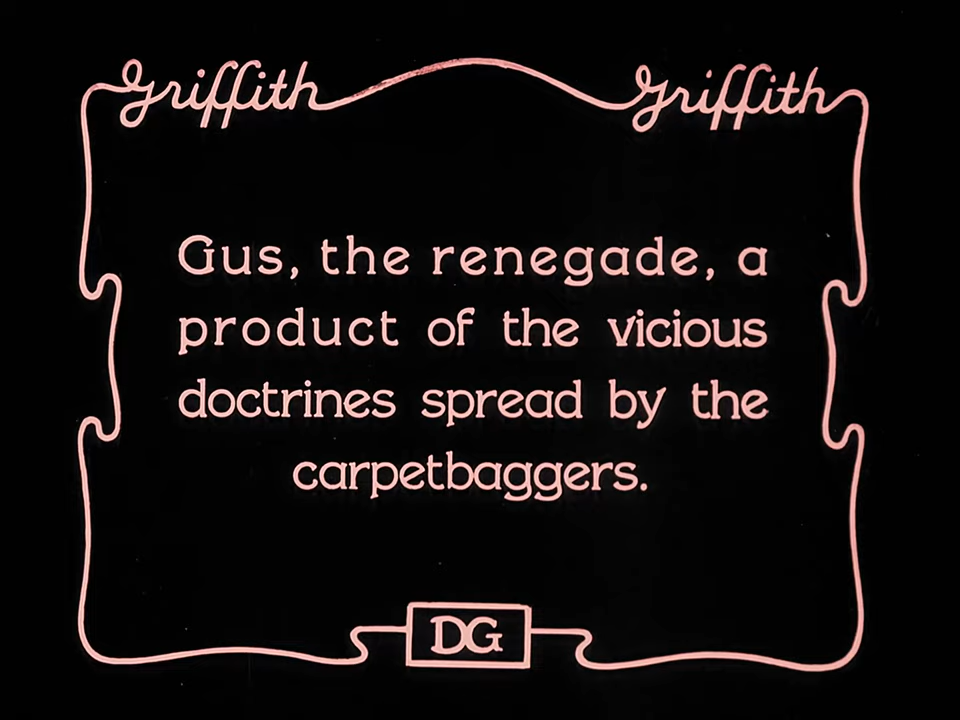 Griffith Griffith
Gus, the renegade, a
product of the vicious
doctrines spread by the
carpetbaggers.
DG